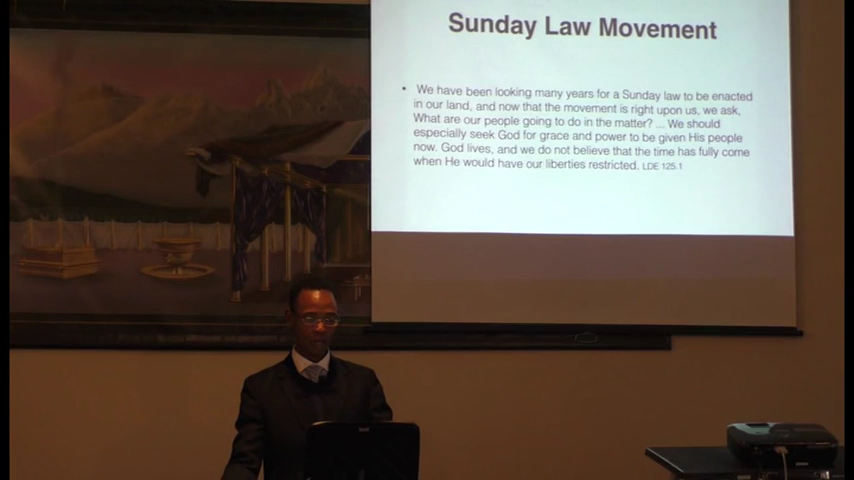 Sunday Law Movement
• We have been looking many years for a Sunday law to be enacted
in our land, and now that the movement is right upon us, we ask,
What are our people going to do in the matter? ... We should
especially seek God for grace and power to be given His people
now. God lives, and we do not believe that the time has fully come
when He would have our liberties restricted. LDE 125.1